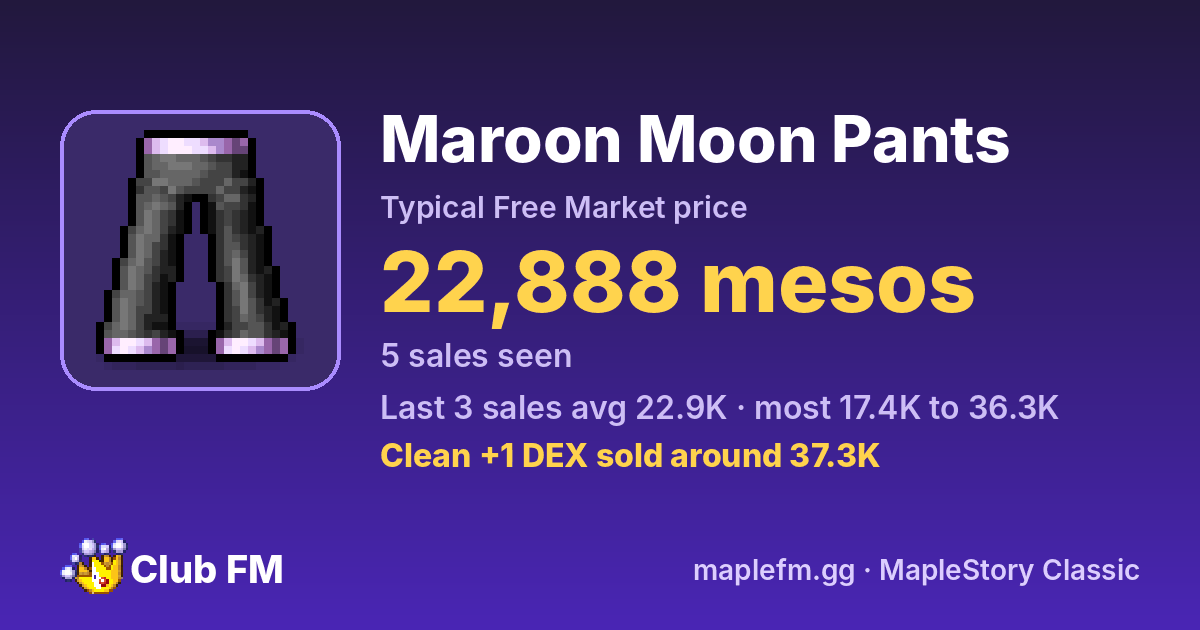 Maroon Moon Pants
Typical Free Market price
22,888 mesos
5 sales seen
Last 3 sales avg 22.9K · most 17.4K to 36.3K
Clean +1 DEX sold around 37.3K
Club FM
maplefm.gg · MapleStory Classic